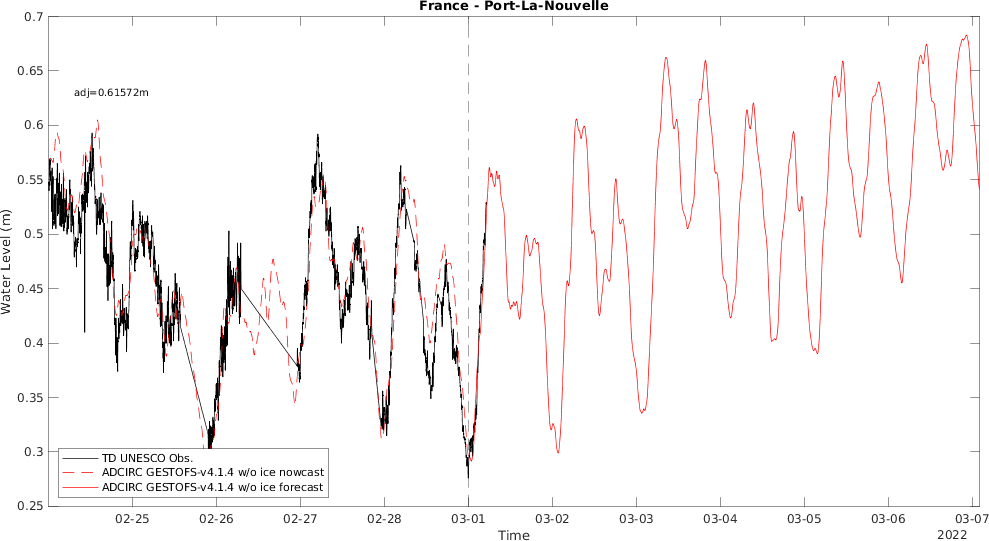 France - Port-La-Nouvelle
0.7
0.65
0.6
0.55
0.5
0.45
0.4
0.35
0.3
0.25
Water Level (m)
adj=0.61572m
TD UNESCO Obs.
ADCIRC GESTOFS-v4.1.4 w/o ice nowcast
ADCIRC GESTOFS-v4.1.4 w/o ice forecast
02-25 02-26 02-27 02-28 03-01 03-02 03-03 03-04 03-05 03-06 03-07
Time
2022